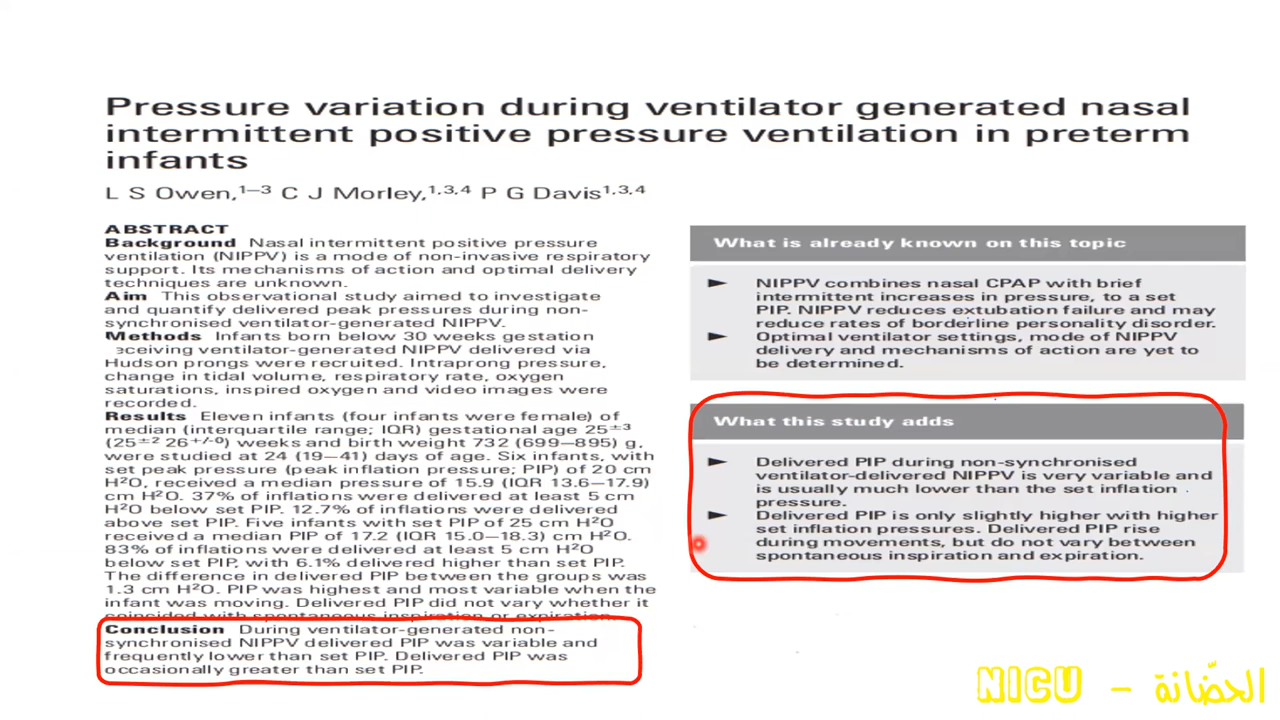 Pressure variation during ventilator generated nasal
intermittent positive pressure ventilation in preterm
infants
L S Owen,1–3 C J Morley,1,3,4 P G Davis1,3,4
ABSTRACT
Background Nasal intermittent positive pressure
ventilation (NIPPV) is a mode of non-invasive respiratory
support. Its mechanisms of action and optimal delivery
techniques are unknown.
Aim This observational study aimed to investigate
and quantify delivered peak pressures during non-
synchronised ventilator-generated NIPPV.
Methods Infants born below 30 weeks gestation
receiving ventilator-generated NIPPV delivered via
Hudson prongs were recruited. Intraprong pressure,
change in tidal volume, respiratory rate, oxygen
saturations, inspired oxygen and video images were
recorded.
Results Eleven infants (four infants were female) of
median (interquartile range; IQR) gestational age 25±3
(25±2 26+/-0) weeks and birth weight 732 (699–895) g,
were studied at 24 (19–41) days of age. Six infants, with
set peak pressure (peak inflation pressure; PIP) of 20 cm
H2O, received a median pressure of 15.9 (IQR 13.6–17.9)
cm H2O. 37% of inflations were delivered at least 5 cm
H2O below set PIP. 12.7% of inflations were delivered
above set PIP. Five infants with set PIP of 25 cm H2O
received a median PIP of 17.2 (IQR 15.0–18.3) cm H2O.
83% of inflations were delivered at least 5 cm H2O
below set PIP, with 6.1% delivered higher than set PIP.
The difference in delivered PIP between the groups was
1.3 cm H2O. PIP was highest and most variable when the
infant was moving. Delivered PIP did not vary whether it
coincided with spontaneous inspiration or expiration.
Conclusion During ventilator-generated non-
synchronised NIPPV delivered PIP was variable and
frequently lower than set PIP. Delivered PIP was
occasionally greater than set PIP.
What is already known on this topic
► NIPPV combines nasal CPAP with brief
intermittent increases in pressure, to a set
PIP. NIPPV reduces extubation failure and may
reduce rates of borderline personality disorder.
► Optimal ventilator settings, mode of NIPPV
delivery and mechanisms of action are yet to
be determined.
What this study adds
► Delivered PIP during non-synchronised
ventilator-delivered NIPPV is very variable and
is usually much lower than the set inflation
pressure.
► Delivered PIP is only slightly higher with higher
set inflation pressures. Delivered PIP rise
during movements, but do not vary between
spontaneous inspiration and expiration.
NICU - الحضّانة